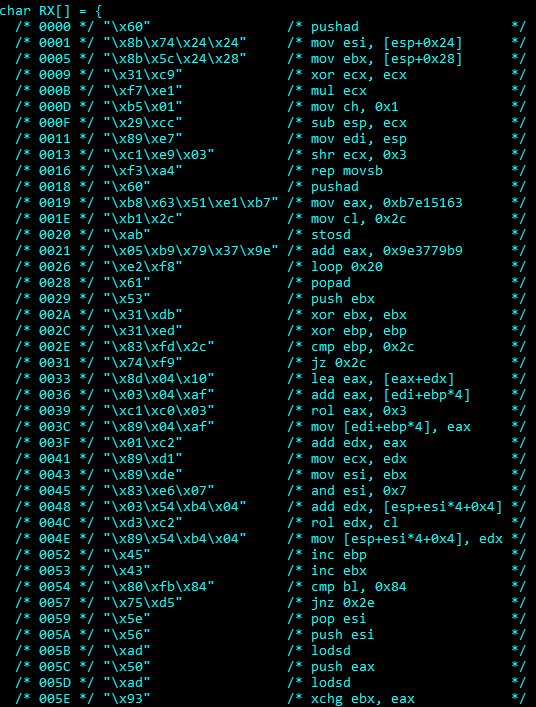 char RX[] = {
/* 0000 */ "\x60" /* pushad */
/* 0001 */ "\x8b\x74\x24\x24" /* mov esi, [esp+0x24] */
/* 0005 */ "\x8b\x5c\x24\x28" /* mov ebx, [esp+0x28] */
/* 0009 */ "\x31\xc9" /* xor ecx, ecx */
/* 000B */ "\xf7\xe1" /* mul ecx */
/* 000D */ "\xb5\x01" /* mov ch, 0x1 */
/* 000F */ "\x29\xcc" /* sub esp, ecx */
/* 0011 */ "\x89\xe7" /* mov edi, esp */
/* 0013 */ "\xc1\xe9\x03" /* shr ecx, 0x3 */
/* 0016 */ "\xf3\xa4" /* rep movsb */
/* 0018 */ "\x60" /* pushad */
/* 0019 */ "\xb8\x63\x51\xe1\xb7" /* mov eax, 0xb7e15163 */
/* 001E */ "\xb1\x2c" /* mov cl, 0x2c */
/* 0020 */ "\xab" /* stosd */
/* 0021 */ "\x05\xb9\x79\x37\x9e" /* add eax, 0x9e3779b9 */
/* 0026 */ "\xe2\xf8" /* loop 0x20 */
/* 0028 */ "\x61" /* popad */
/* 0029 */ "\x53" /* push ebx */
/* 002A */ "\x31\xdb" /* xor ebx, ebx */
/* 002C */ "\x31\xed" /* xor ebp, ebp */
/* 002E */ "\x83\xfd\x2c" /* cmp ebp, 0x2c */
/* 0031 */ "\x74\xf9" /* jz 0x2c */
/* 0033 */ "\x8d\x04\x10" /* lea eax, [eax+edx] */
/* 0036 */ "\x03\x04\xaf" /* add eax, [edi+ebp*4] */
/* 0039 */ "\xc1\xc0\x03" /* rol eax, 0x3 */
/* 003C */ "\x89\x04\xaf" /* mov [edi+ebp*4], eax */
/* 003F */ "\x01\xc2" /* add edx, eax */
/* 0041 */ "\x89\xd1" /* mov ecx, edx */
/* 0043 */ "\x89\xde" /* mov esi, ebx */
/* 0045 */ "\x83\xe6\x07" /* and esi, 0x7 */
/* 0048 */ "\x03\x54\xb4\x04" /* add edx, [esp+esi*4+0x4] */
/* 004C */ "\xd3\xc2" /* rol edx, cl */
/* 004E */ "\x89\x54\xb4\x04" /* mov [esp+esi*4+0x4], edx */
/* 0052 */ "\x45" /* inc ebp */
/* 0053 */ "\x43" /* inc ebx */
/* 0054 */ "\x80\xfb\x84" /* cmp bl, 0x84 */
/* 0057 */ "\x75\xd5" /* jnz 0x2e */
/* 0059 */ "\x5e" /* pop esi */
/* 005A */ "\x56" /* push esi */
/* 005B */ "\xad" /* lodsd */
/* 005C */ "\x50" /* push eax */
/* 005D */ "\xad" /* lodsd */
/* 005E */ "\x93" /* xchg ebx, eax */